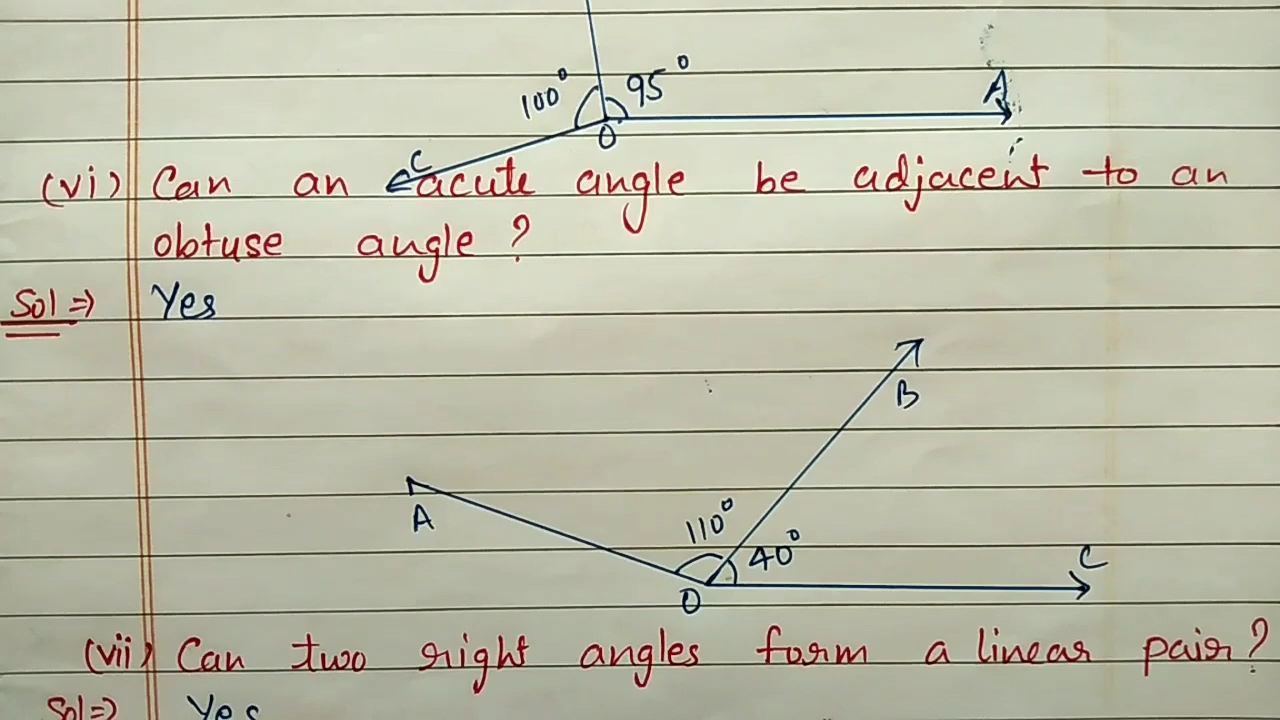 100° 95° A
O
C
(vi) Can an acute angle be adjacent to an
obtuse angle ?
Sol ⇒ Yes
B
A
110°
40° C
O
(vii) Can two right angles form a linear pair?
Sol ⇒ Yes